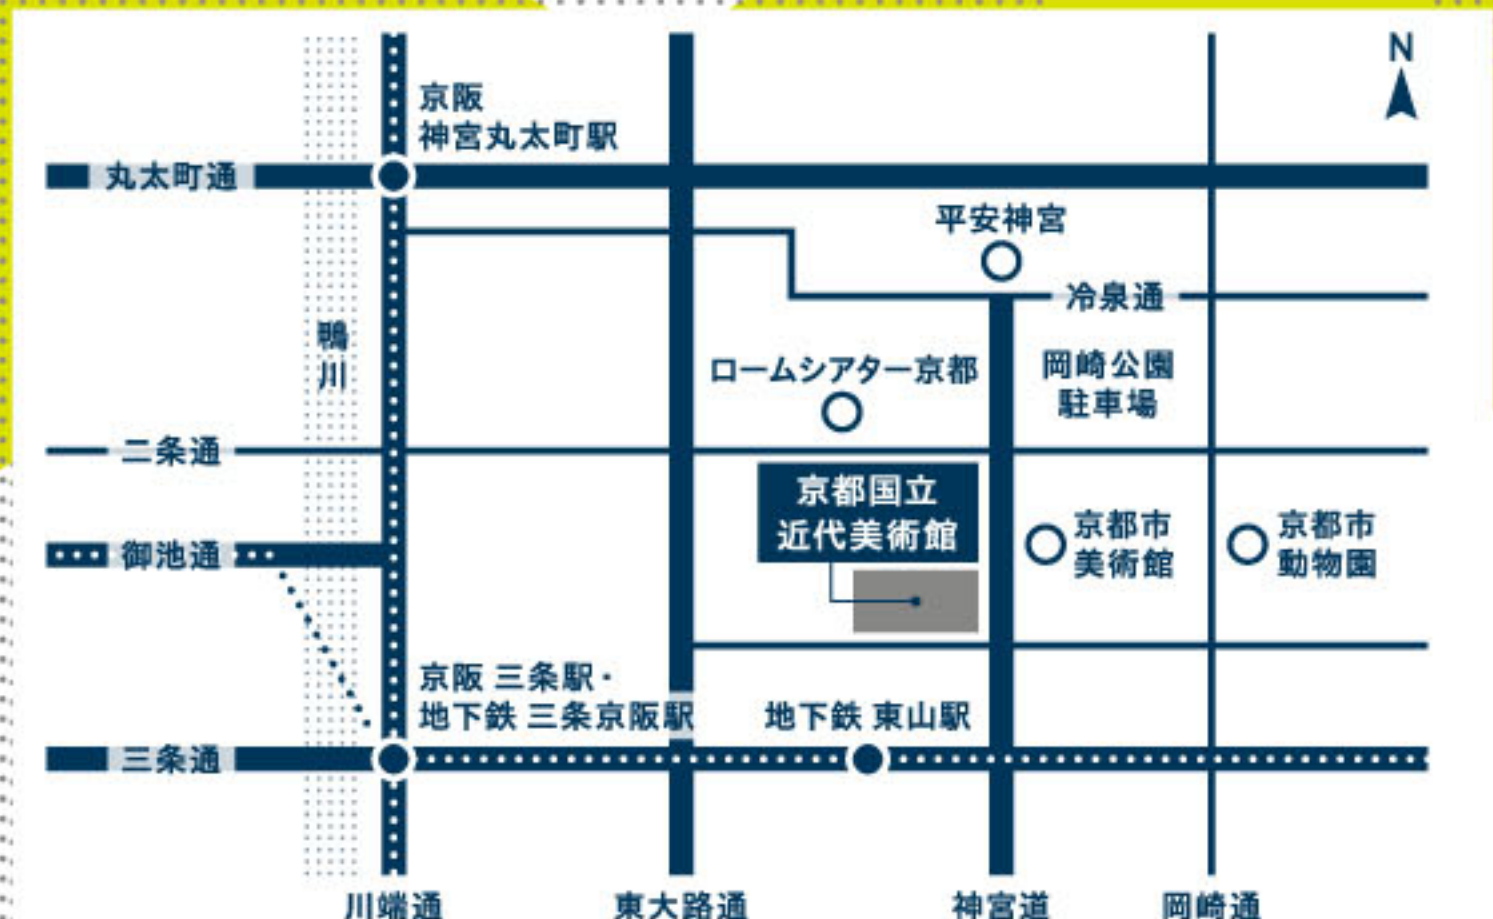 N
京阪
神宮丸太町駅
丸太町通
平安神宮
冷泉通
鴨川
ロームシアター京都
岡崎公園
駐車場
二条通
京都国立
近代美術館
京都市
美術館
京都市
動物園
御池通
京阪 三条駅・
地下鉄 三条京阪駅
地下鉄 東山駅
三条通
川端通
東大路通
神宮道
岡崎通